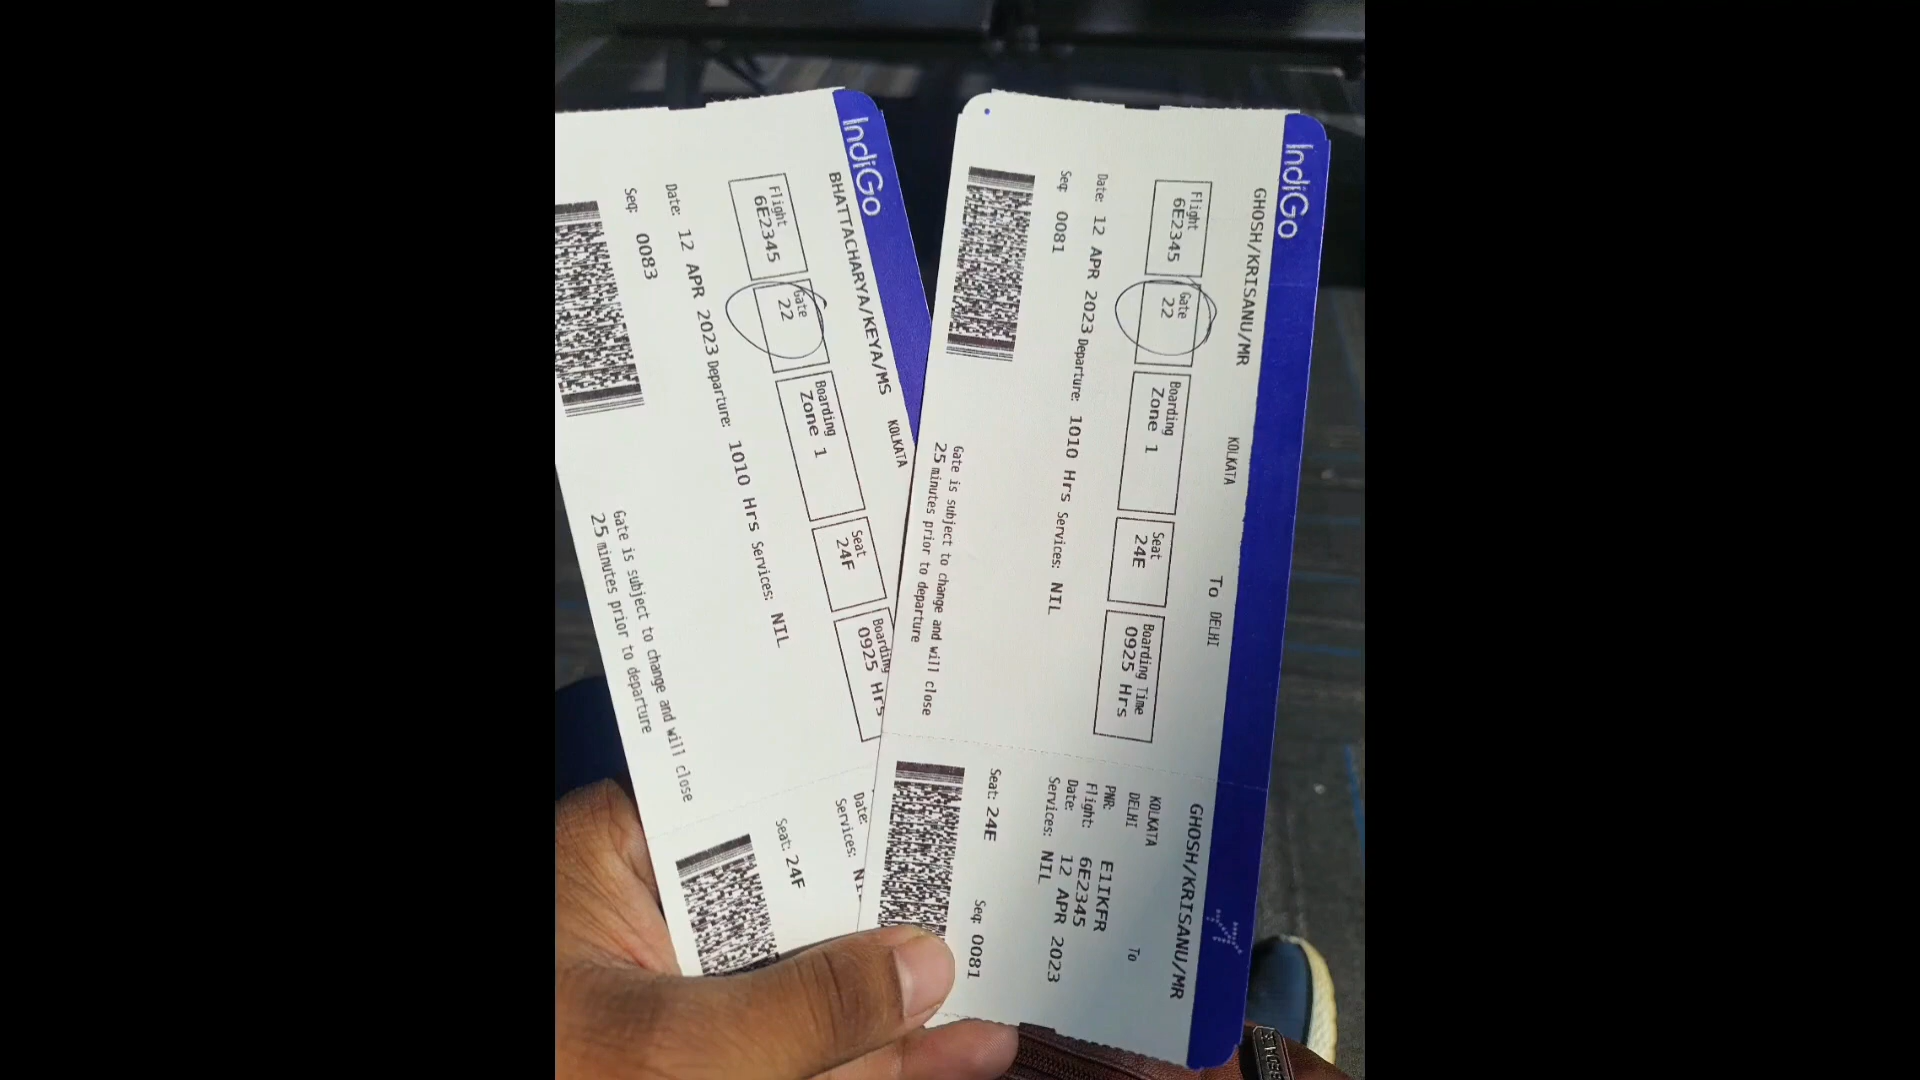 IndiGo
BHATTACHARYA/KEYA/MS
KOLKATA
Flight
6E2345
Gate
22
Boarding
Zone 1
Seat
24F
Boarding
0925 Hrs
Date: 12 APR 2023 Departure: 1010 Hrs Services: NIL
Seq: 0083
Gate is subject to change and will close
25 minutes prior to departure
Date:
Services:
Seat: 24F
IndiGo
GHOSH/KRISANU/MR
KOLKATA To DELHI
Flight
6E2345
Gate
22
Boarding
Zone 1
Seat
24E
Boarding Time
0925 Hrs
Date: 12 APR 2023 Departure: 1010 Hrs Services: NIL
Seq: 0081
Gate is subject to change and will close
25 minutes prior to departure
GHOSH/KRISANU/MR
KOLKATA To
DELHI
PNR: E1IKFR
Flight: 6E2345
Date: 12 APR 2023
Services: NIL
Seat: 24E Seq: 0081